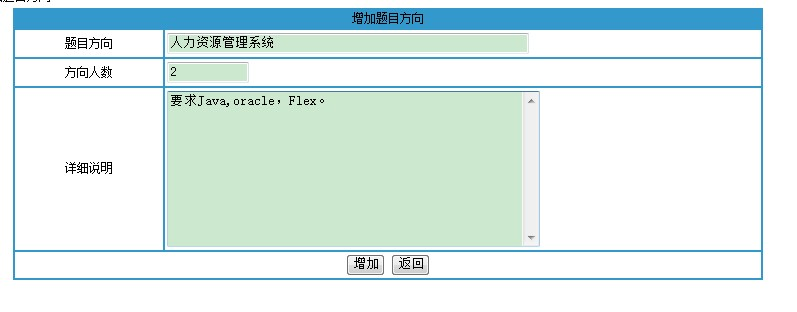 增加题目方向
题目方向 人力资源管理系统
方向人数 2
要求Java,oracle，Flex。
详细说明
增加 返回